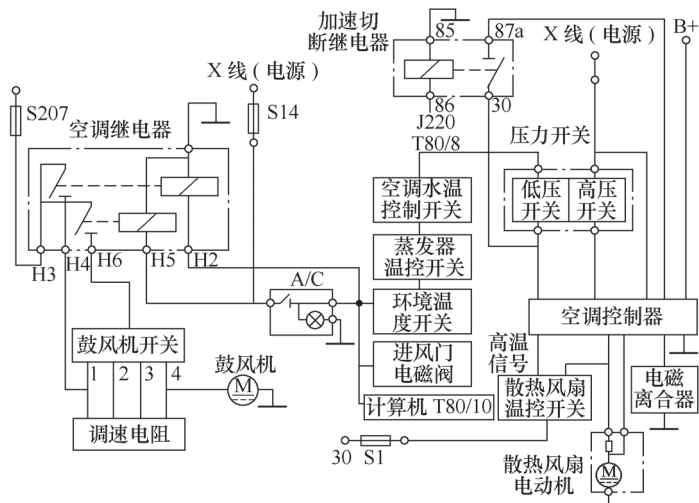 加速切
断继电器
85
87a
B+
X 线 ( 电源 )
86
30
J220
T80/8
X 线 ( 电源 )
S207
S14
空调继电器
压力开关
低压
开关
高压
开关
空调水温
控制开关
蒸发器
温控开关
H3
H4
H6
H5
H2
A/C
环境温
度开关
空调控制器
鼓风机开关
1
2
3
4
鼓风机
M
调速电阻
进风门
电磁阀
高温
信号
散热风扇
温控开关
电磁
离合器
计算机 T80/10
30
S1
散热风扇
电动机
M